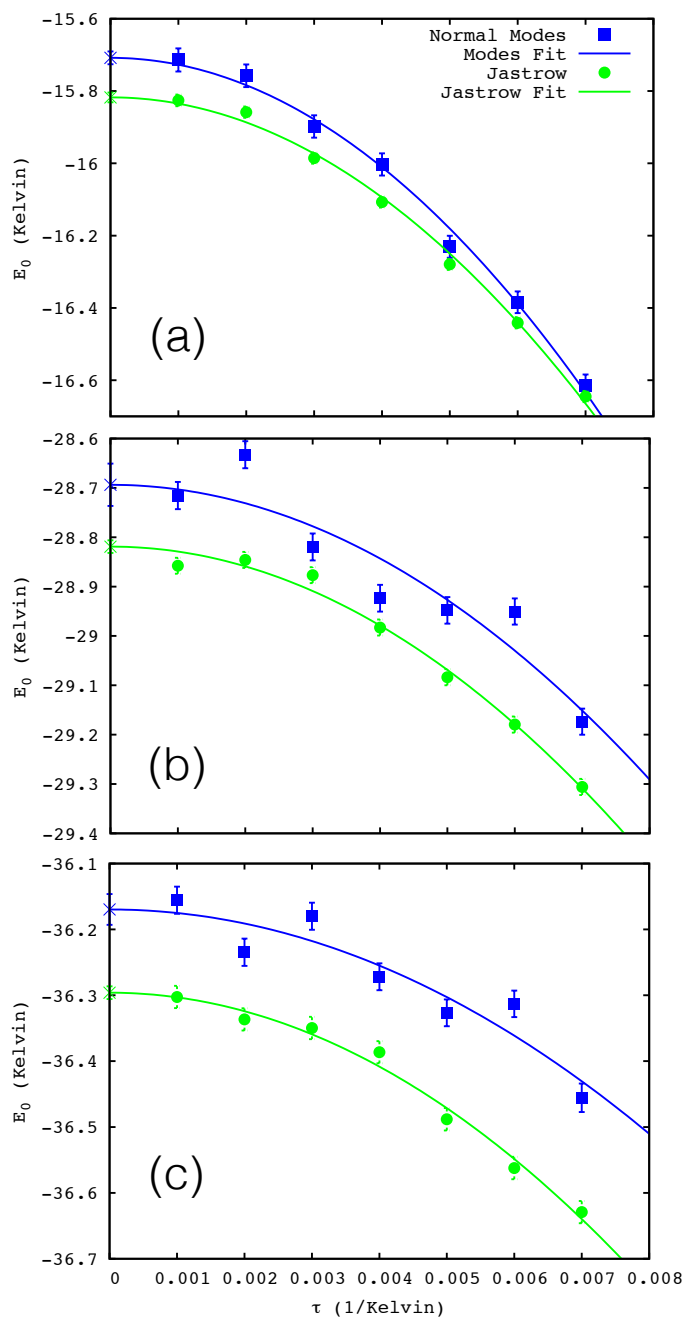 −15.6
−15.8
−16
−16.2
−16.4
−16.6
E0 (Kelvin)
Normal Modes
Modes Fit
Jastrow
Jastrow Fit
(a)
−28.6
−28.7
−28.8
−28.9
−29
−29.1
−29.2
−29.3
−29.4
E0 (Kelvin)
(b)
−36.1
−36.2
−36.3
−36.4
−36.5
−36.6
−36.7
E0 (Kelvin)
(c)
0 0.001 0.002 0.003 0.004 0.005 0.006 0.007 0.008
τ (1/Kelvin)